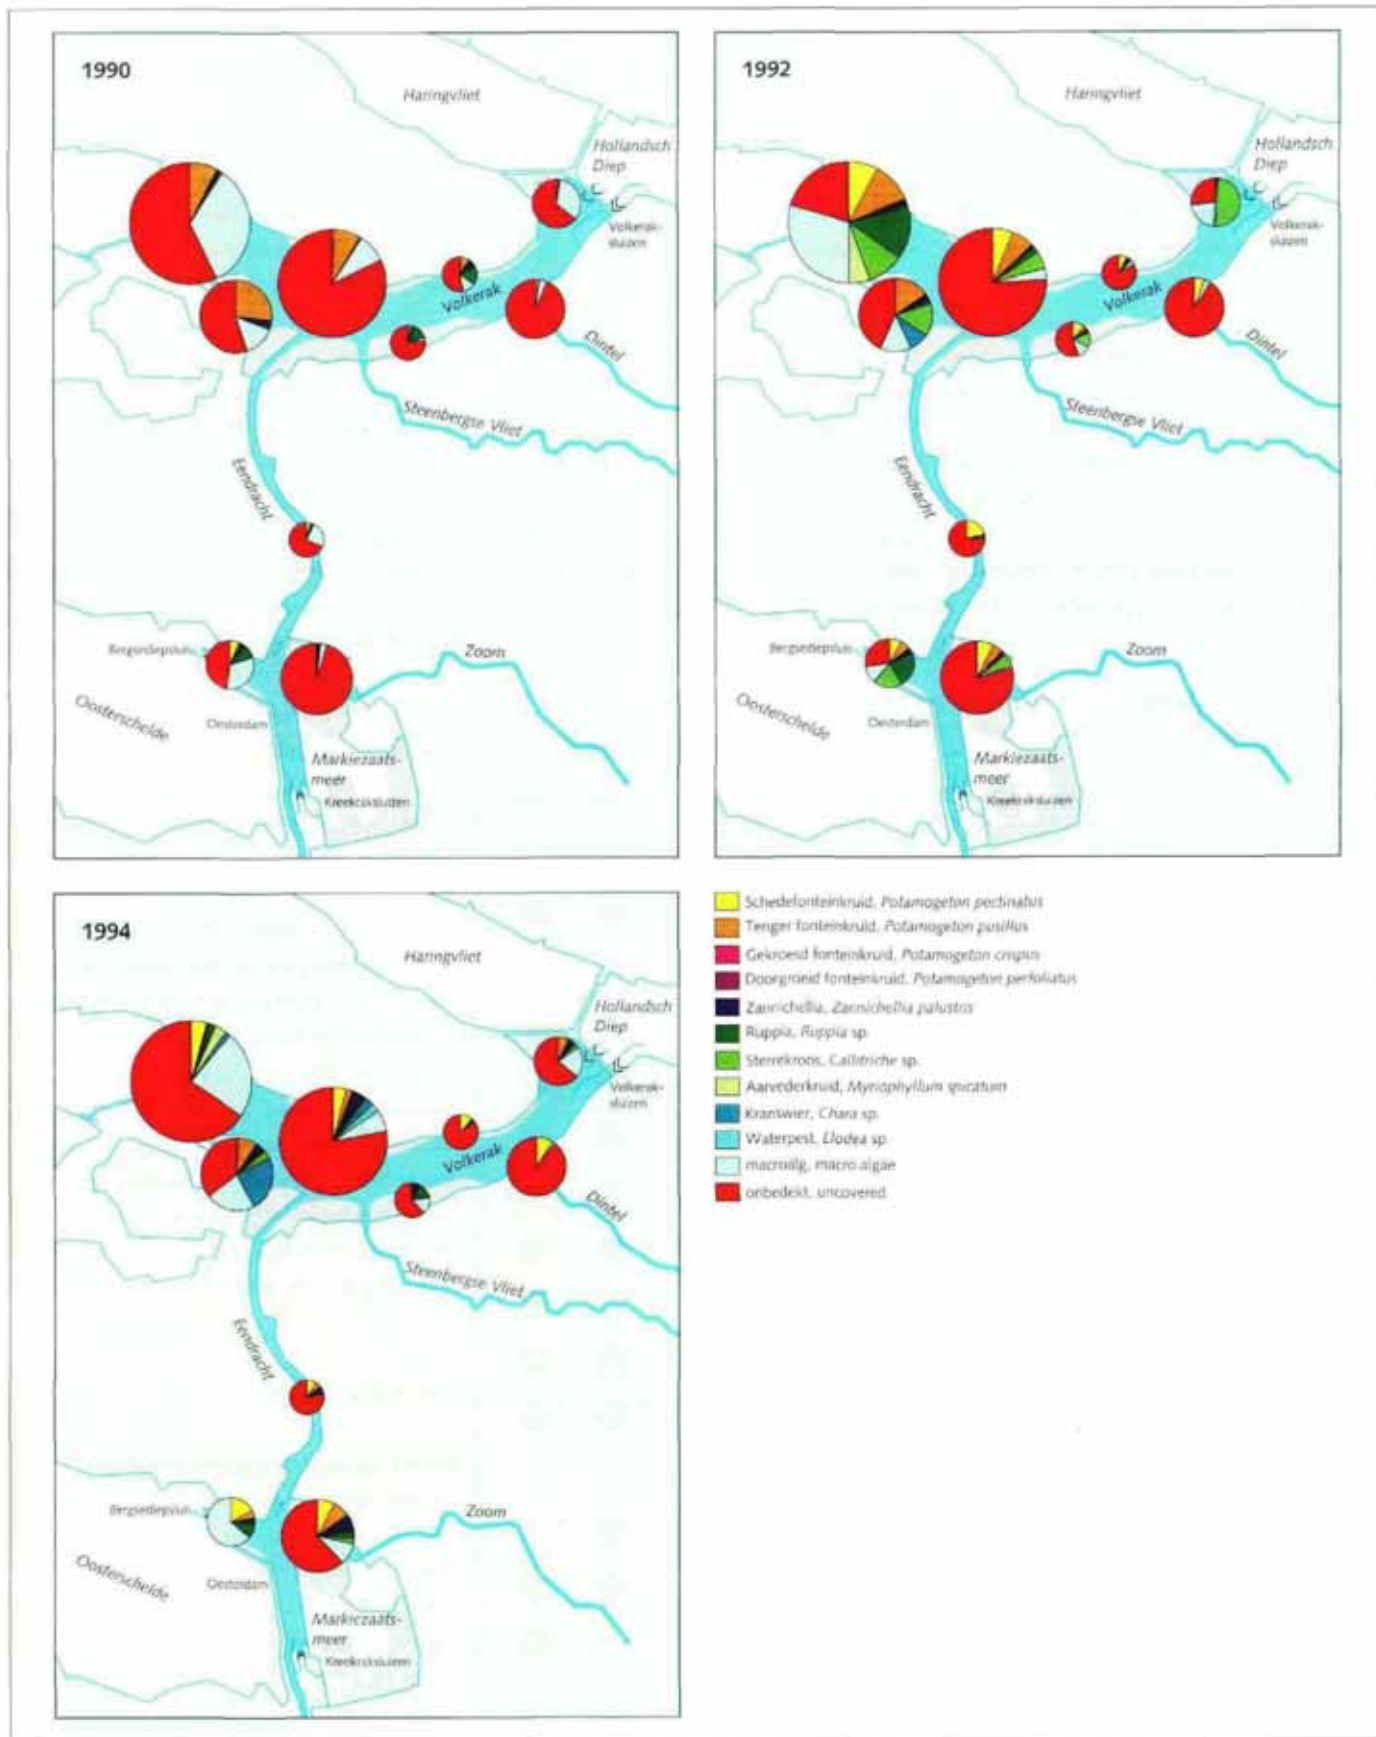 1990
Haringvliet
Hollandsch
Diep
Volkerak-
sluizen
Volkerak
Dintel
Steenbergse Vliet
Eendracht
Bergsediepsluis
Zoom
Oosterschelde
Oesterdam
Markiezaats-
meer
Kreekraksluizen
1992
Haringvliet
Hollandsch
Diep
Volkerak-
sluizen
Volkerak
Dintel
Steenbergse Vliet
Eendracht
Bergsediepsluis
Zoom
Oosterschelde
Oesterdam
Markiezaats-
meer
Kreekraksluizen
1994
Haringvliet
Hollandsch
Diep
Volkerak-
sluizen
Volkerak
Dintel
Steenbergse Vliet
Eendracht
Bergsediepsluis
Zoom
Oosterschelde
Oesterdam
Markiezaats-
meer
Kreekraksluizen
Schedefonteinkruid, Potamogeton pectinatus
Tenger fonteinkruid, Potamogeton pusillus
Gekroesd fonteinkruid, Potamogeton crispus
Doorgroeid fonteinkruid, Potamogeton perfoliatus
Zannichellia, Zannichellia palustris
Ruppia, Ruppia sp.
Sterrekroos, Callitriche sp.
Aarvederkruid, Myriophyllum spicatum
Kranswier, Chara sp.
Waterpest, Elodea sp.
macroalg, macro algae
onbedekt, uncovered